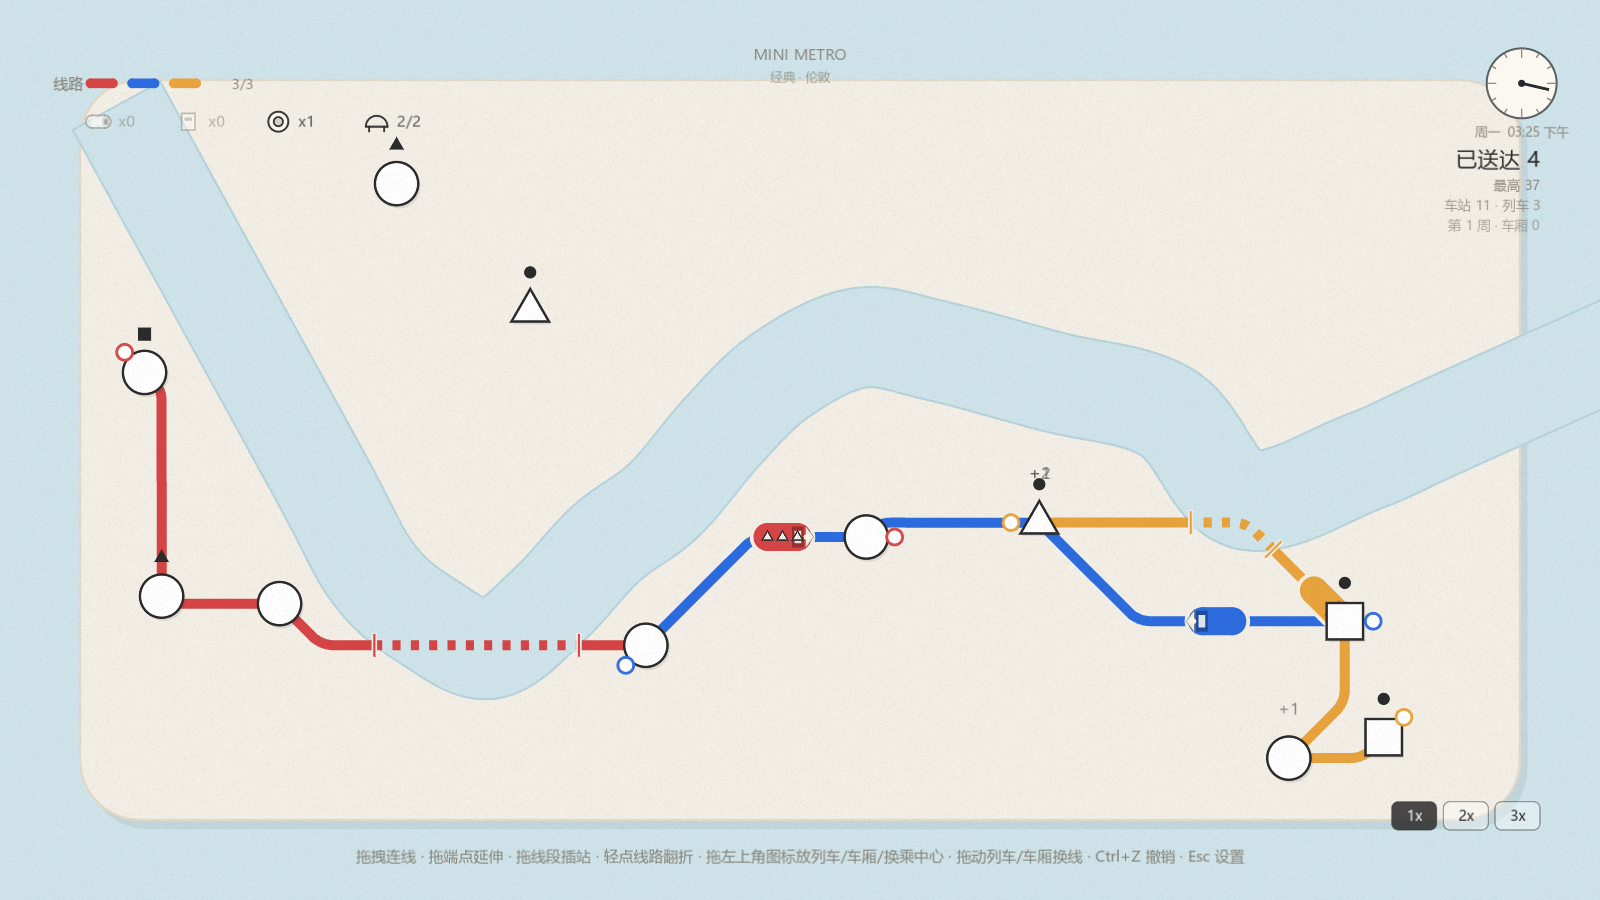 MINI METRO
经典 · 伦敦
线路
3/3
x0
x0
x1
2/2
周一 03:25 下午
已送达 4
最高 37
车站 11 · 列车 3
第 1 周 · 车厢 0
+1
1x
2x
3x
拖拽连线 · 拖端点延伸 · 拖线段插站 · 轻点线路翻折 · 拖左上角图标放列车/车厢/换乘中心 · 拖动列车/车厢换线 · Ctrl+Z 撤销 · Esc 设置